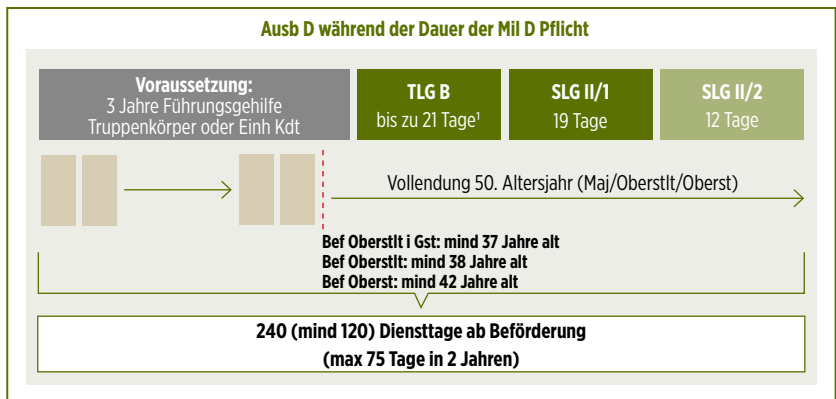 Ausb D während der Dauer der Mil D Pflicht
Voraussetzung:
3 Jahre Führungsgehilfe
Truppenkörper oder Einh Kdt
TLG B
bis zu 21 Tage¹
SLG II/1
19 Tage
SLG II/2
12 Tage
Vollendung 50. Altersjahr (Maj/Oberstlt/Oberst)
Bef Oberstlt i Gst: mind 37 Jahre alt
Bef Oberstlt: mind 38 Jahre alt
Bef Oberst: mind 42 Jahre alt
240 (mind 120) Diensttage ab Beförderung
(max 75 Tage in 2 Jahren)